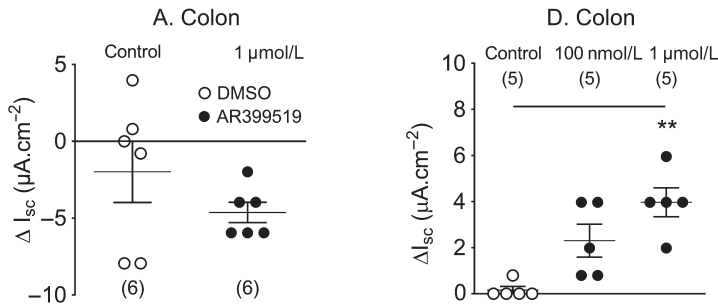 A. Colon
Control
1 μmol/L
DMSO
AR399519
5
0
−5
−10
Δ Isc (μA.cm−2)
(6)
(6)
D. Colon
Control
100 nmol/L
1 μmol/L
(5)
(5)
(5)
**
10
8
6
4
2
0
ΔIsc (μA.cm−2)